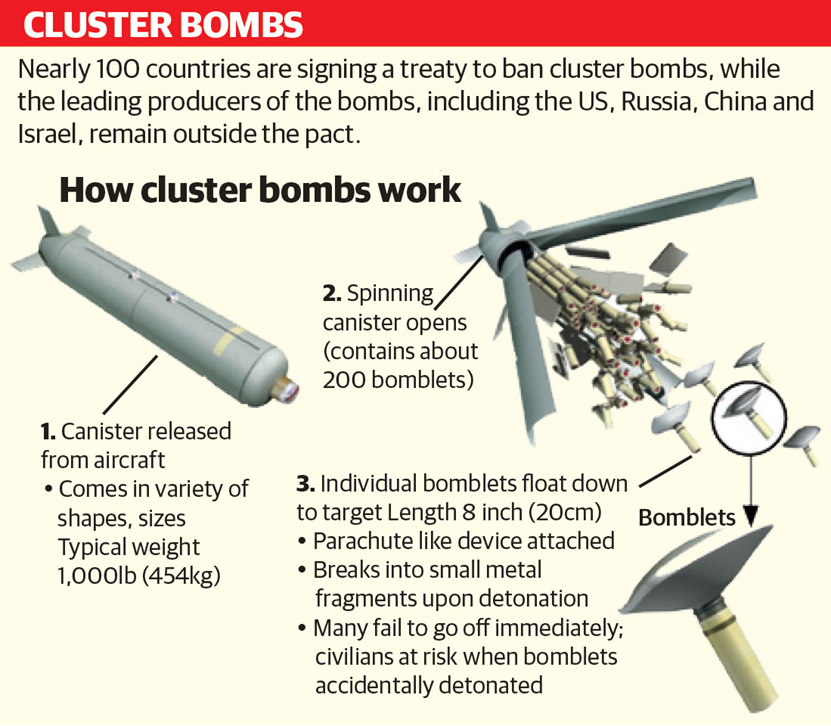 CLUSTER BOMBS
Nearly 100 countries are signing a treaty to ban cluster bombs, while
the leading producers of the bombs, including the US, Russia, China and
Israel, remain outside the pact.
How cluster bombs work
1. Canister released
from aircraft
• Comes in variety of
shapes, sizes
Typical weight
1,000lb (454kg)
2. Spinning
canister opens
(contains about
200 bomblets)
3. Individual bomblets float down
to target Length 8 inch (20cm)
• Parachute like device attached
• Breaks into small metal
fragments upon detonation
• Many fail to go off immediately;
civilians at risk when bomblets
accidentally detonated
Bomblets